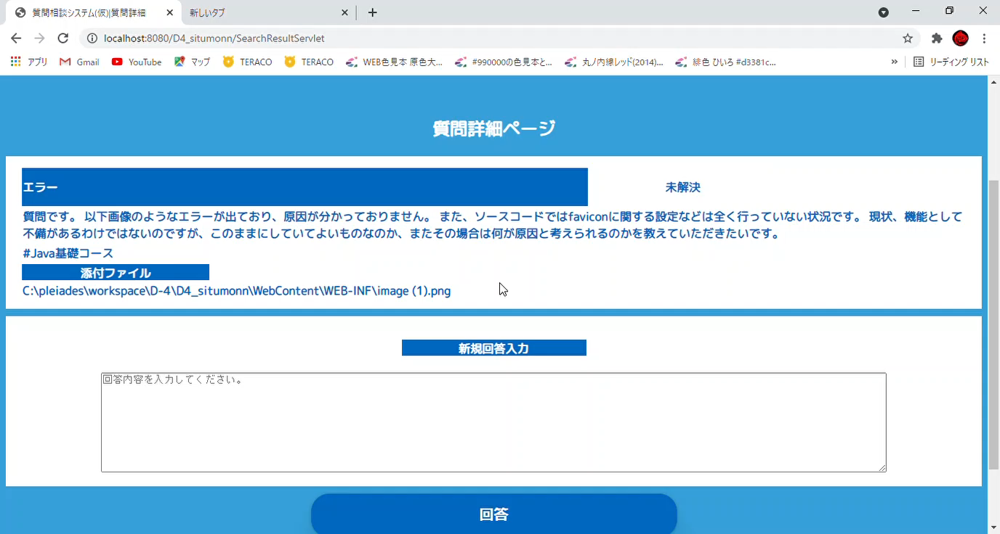 質問相談システム(仮)|質問詳細
新しいタブ
localhost:8080/D4_situmonn/SearchResultServlet
アプリ
Gmail
YouTube
マップ
TERACO
TERACO
WEB色見本 原色大...
#990000の色見本と...
丸ノ内線レッド(2014)...
緋色 ひいろ #d3381c...
»
リーディング リスト
質問詳細ページ
エラー
未解決
質問です。 以下画像のようなエラーが出ており、原因が分かっておりません。 また、ソースコードではfaviconに関する設定などは全く行っていない状況です。 現状、機能として
不備があるわけではないのですが、このままにしていてよいものなのか、またその場合は何が原因と考えられるのかを教えていただきたいです。
#Java基礎コース
添付ファイル
C:\pleiades\workspace\D-4\D4_situmonn\WebContent\WEB-INF\image (1).png
新規回答入力
回答内容を入力してください。
回答